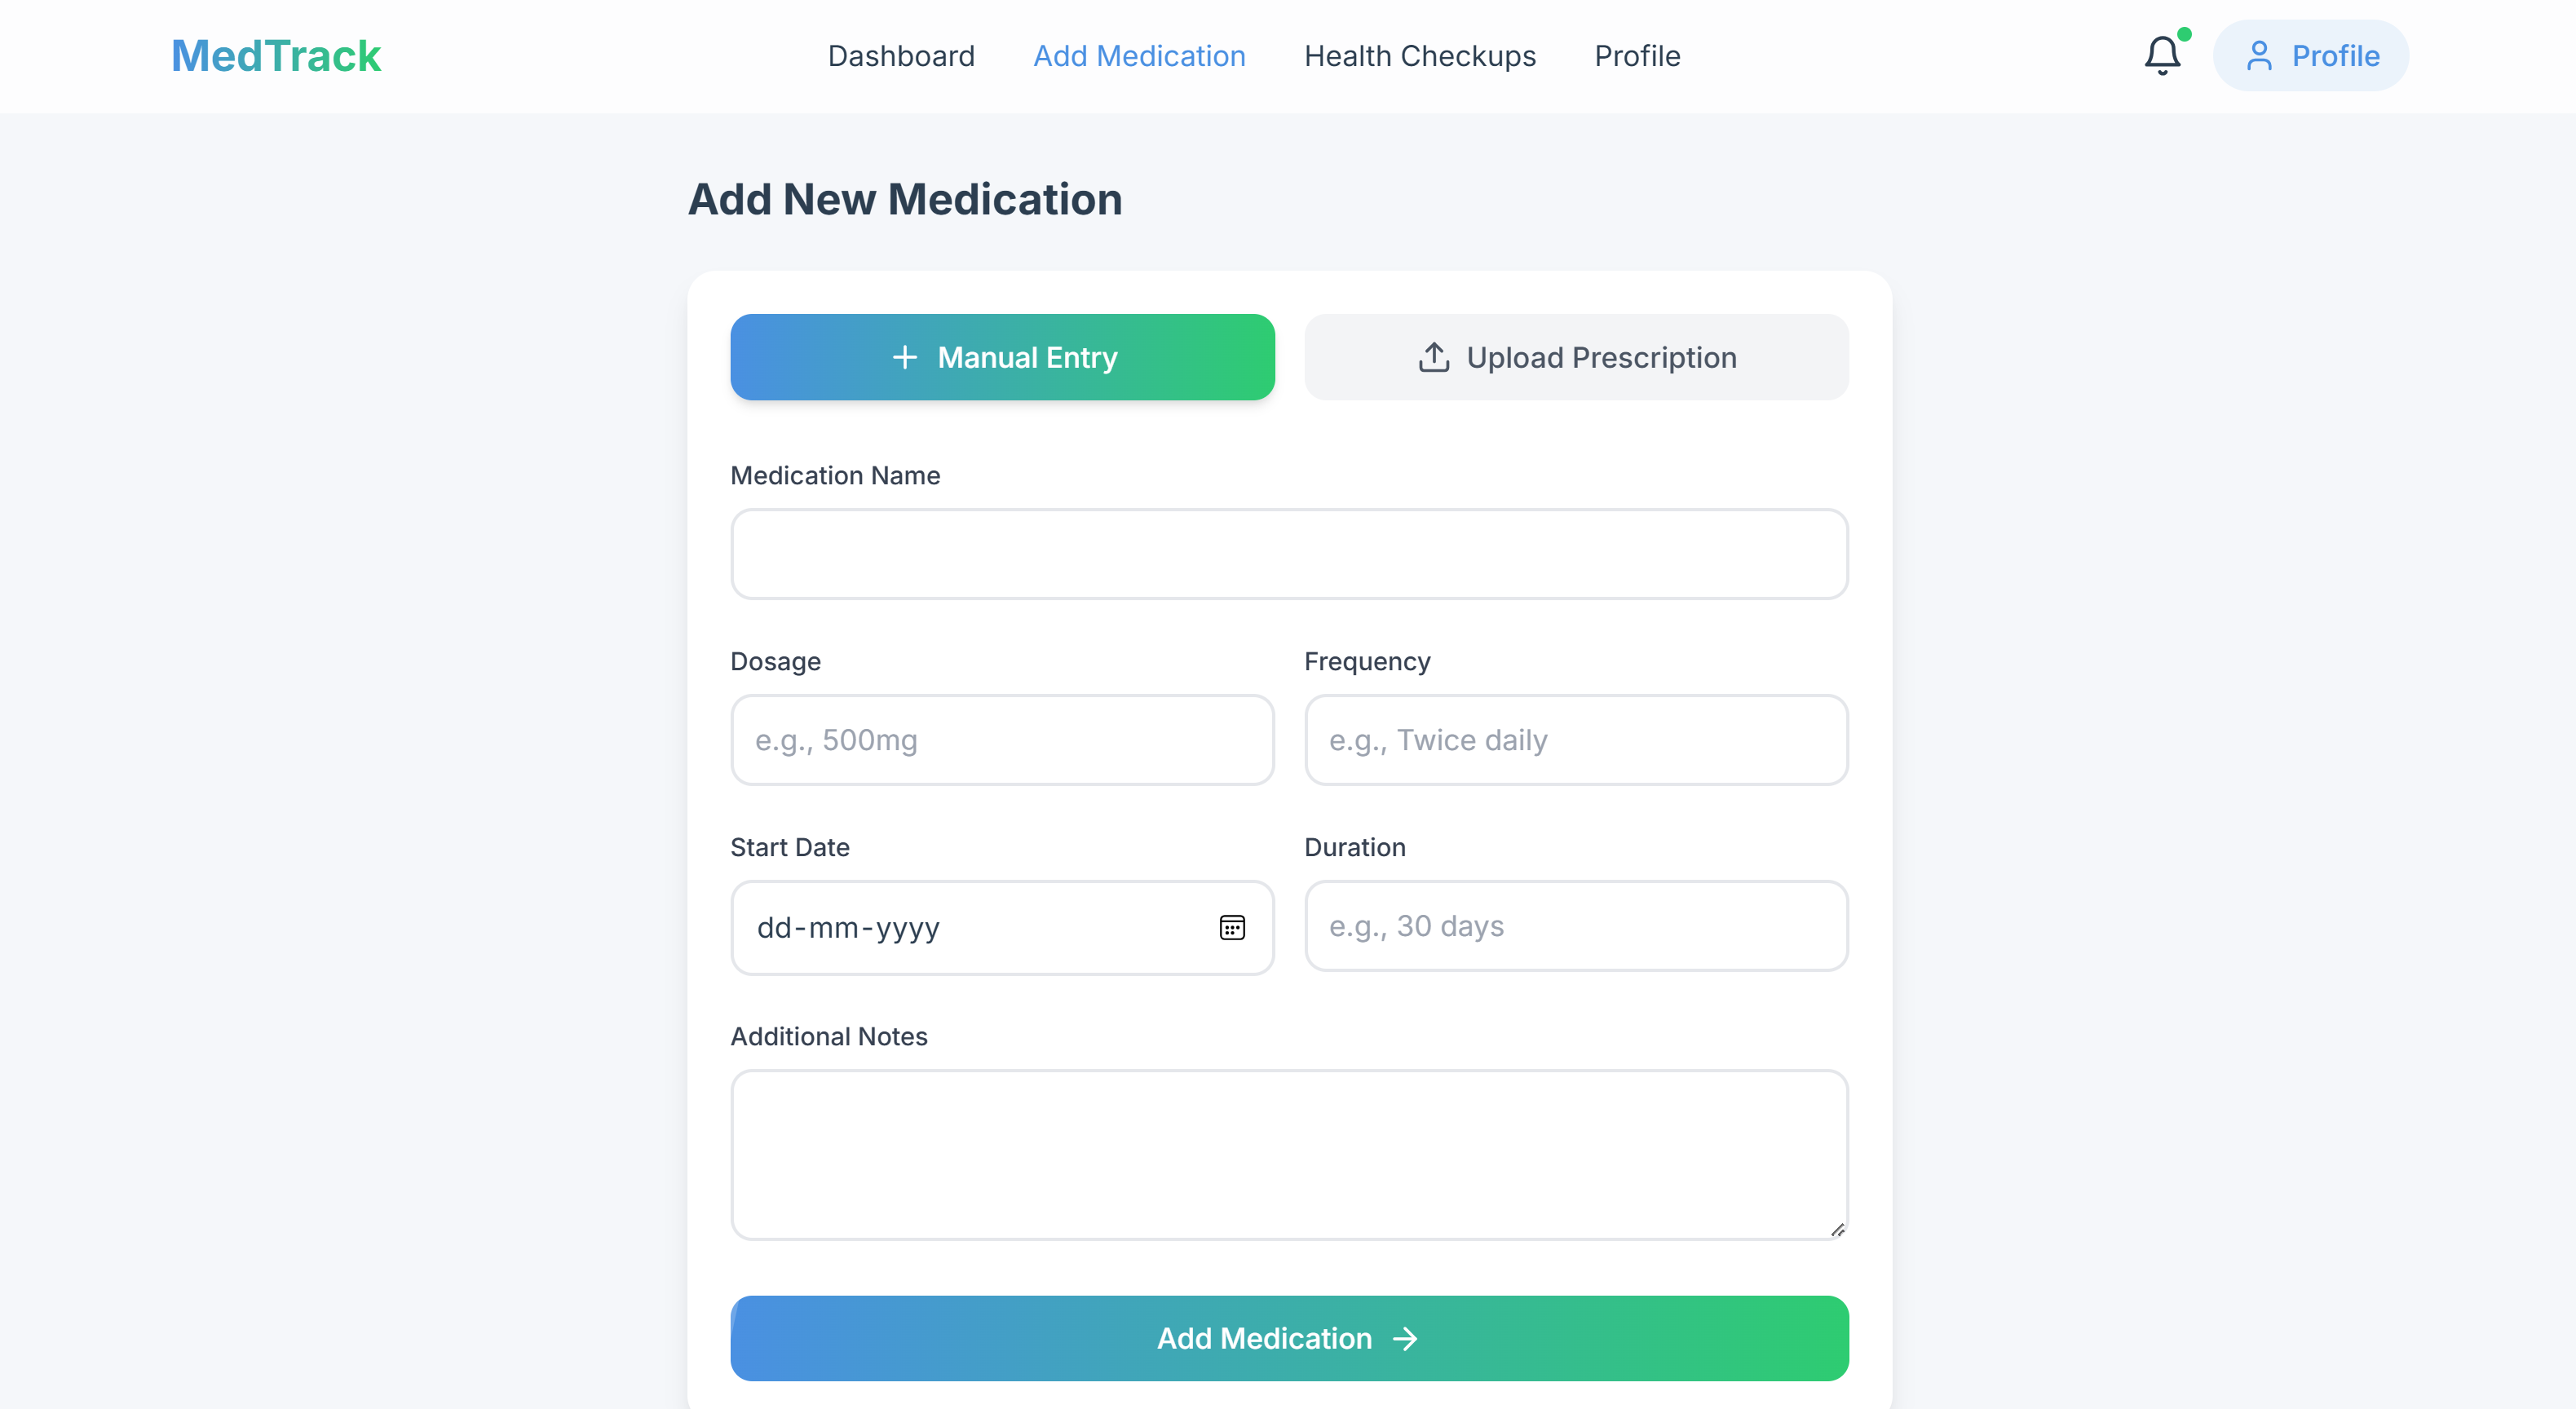 MedTrack
Dashboard
Add Medication
Health Checkups
Profile
Profile
Add New Medication
Manual Entry
Upload Prescription
Medication Name
Dosage
Frequency
e.g., 500mg
e.g., Twice daily
Start Date
Duration
dd-mm-yyyy
e.g., 30 days
Additional Notes
Add Medication